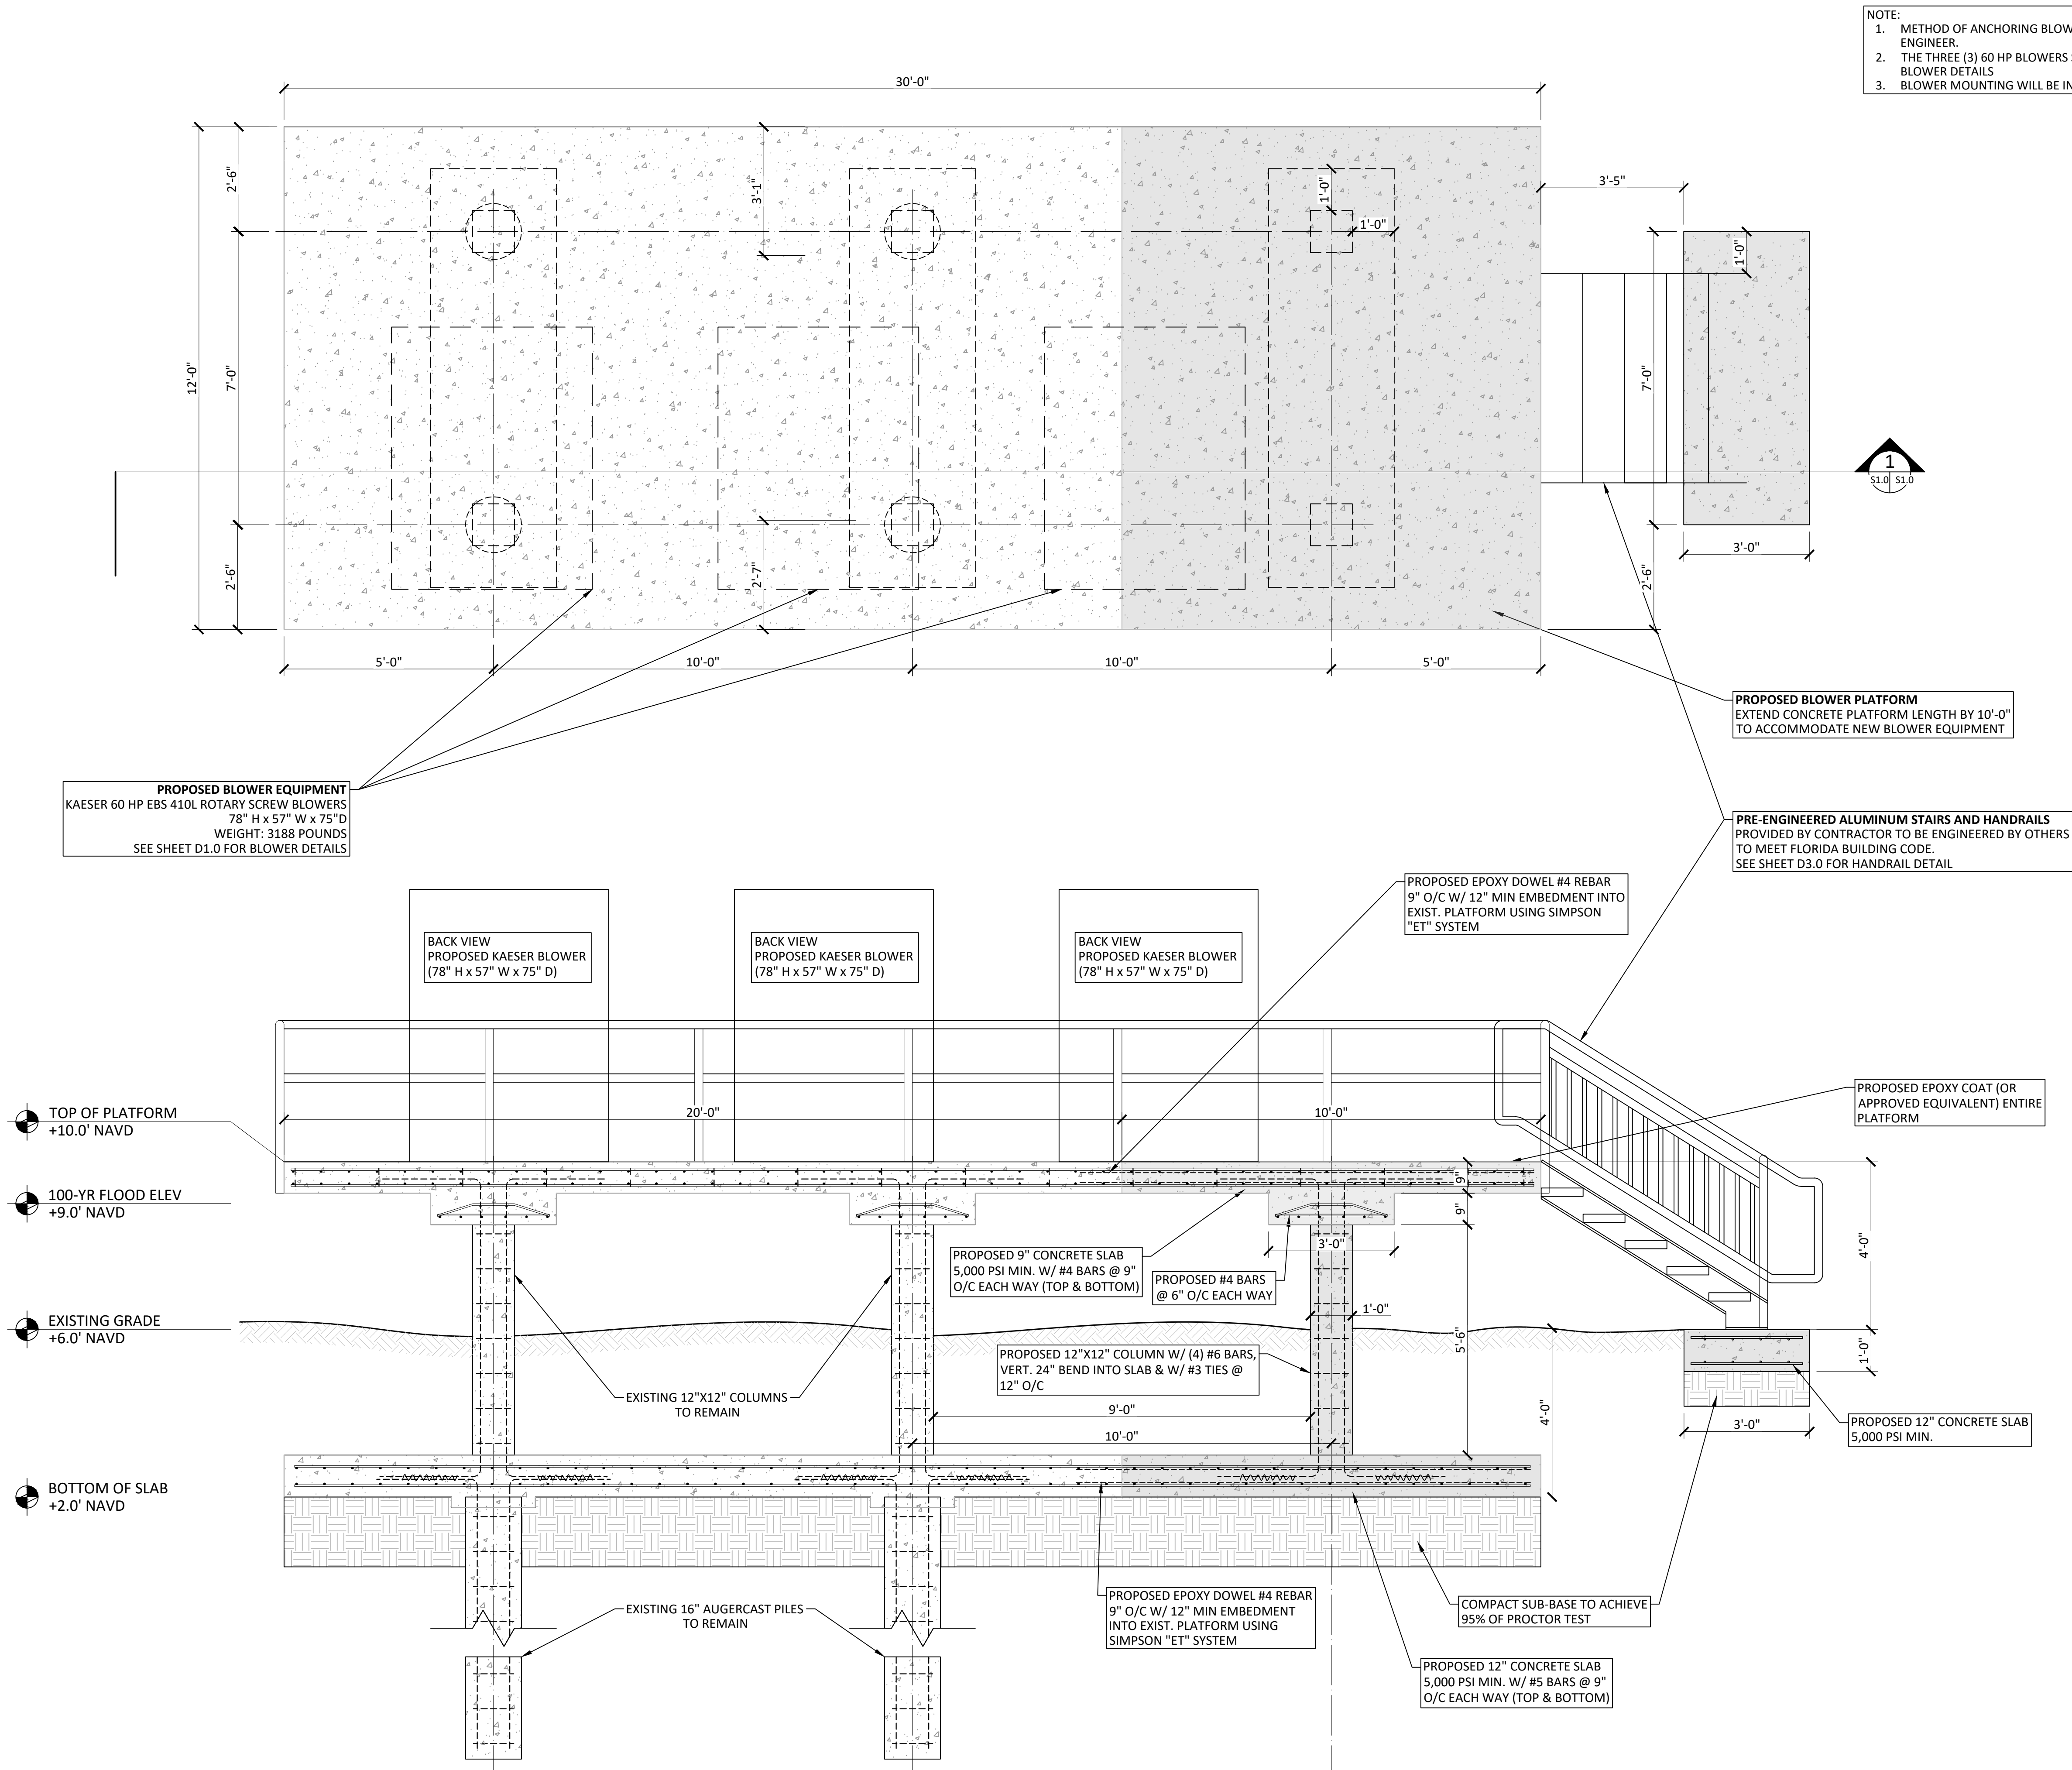 NOTE:
1. METHOD OF ANCHORING
ENGINEER.
2. THE THREE (3) 60 HP BLOWERS
BLOWER DETAILS
3. BLOWER MOUNTING WILL BE IN
30'-0"
2'-6"
3'-1"
1'-0"
1'-0"
3'-5"
1'-0"
12'-0"
7'-0"
7'-0"
1
S1.0 S1.0
2'-6"
2'-7"
3'-0"
2'-6"
5'-0"
10'-0"
10'-0"
5'-0"
PROPOSED BLOWER PLATFORM
EXTEND CONCRETE PLATFORM LENGTH BY 10'-0"
TO ACCOMMODATE NEW BLOWER EQUIPMENT
PROPOSED BLOWER EQUIPMENT
KAESER 60 HP EBS 410L ROTARY SCREW BLOWERS
78" H x 57" W x 75"D
WEIGHT: 3188 POUNDS
SEE SHEET D1.0 FOR BLOWER DETAILS
PRE-ENGINEERED ALUMINUM STAIRS AND HANDRAILS
PROVIDED BY CONTRACTOR TO BE ENGINEERED BY OTHERS
TO MEET FLORIDA BUILDING CODE.
SEE SHEET D3.0 FOR HANDRAIL DETAIL
PROPOSED EPOXY DOWEL #4 REBAR
9" O/C W/ 12" MIN EMBEDMENT INTO
EXIST. PLATFORM USING SIMPSON
"ET" SYSTEM
BACK VIEW
PROPOSED KAESER BLOWER
(78" H x 57" W x 75" D)
BACK VIEW
PROPOSED KAESER BLOWER
(78" H x 57" W x 75" D)
BACK VIEW
PROPOSED KAESER BLOWER
(78" H x 57" W x 75" D)
PROPOSED EPOXY COAT (OR
APPROVED EQUIVALENT) ENTIRE
PLATFORM
TOP OF PLATFORM
+10.0' NAVD
20'-0"
10'-0"
100-YR FLOOD ELEV
+9.0' NAVD
9"
9"
3'-0"
4'-0"
PROPOSED 9" CONCRETE SLAB
5,000 PSI MIN. W/ #4 BARS @ 9"
O/C EACH WAY (TOP & BOTTOM)
PROPOSED #4 BARS
@ 6" O/C EACH WAY
1'-0"
EXISTING GRADE
+6.0' NAVD
5'-6"
1'-0"
PROPOSED 12"X12" COLUMN W/ (4) #6 BARS,
VERT. 24" BEND INTO SLAB & W/ #3 TIES @
12" O/C
EXISTING 12"X12" COLUMNS
TO REMAIN
9'-0"
10'-0"
4'-0"
3'-0"
PROPOSED 12" CONCRETE SLAB
5,000 PSI MIN.
BOTTOM OF SLAB
+2.0' NAVD
EXISTING 16" AUGERCAST PILES
TO REMAIN
PROPOSED EPOXY DOWEL #4 REBAR
9" O/C W/ 12" MIN EMBEDMENT
INTO EXIST. PLATFORM USING
SIMPSON "ET" SYSTEM
COMPACT SUB-BASE TO ACHIEVE
95% OF PROCTOR TEST
PROPOSED 12" CONCRETE SLAB
5,000 PSI MIN. W/ #5 BARS @ 9"
O/C EACH WAY (TOP & BOTTOM)